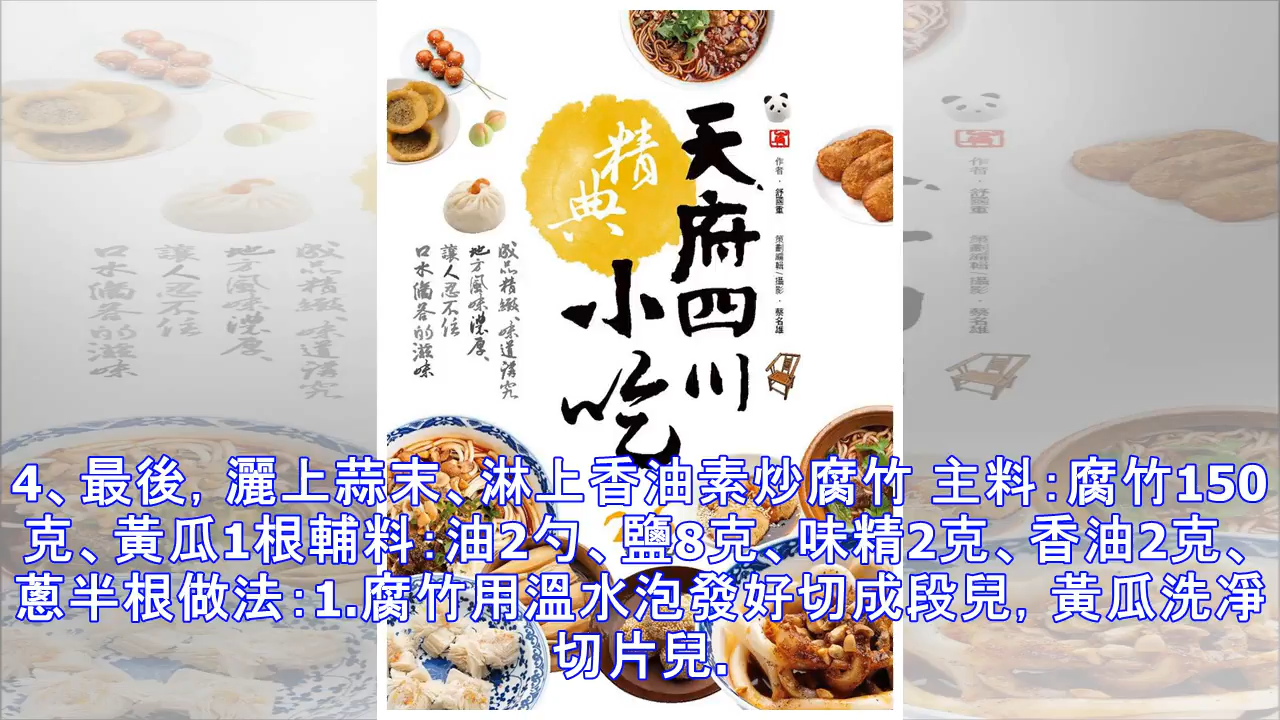 天府四川
小吃
精典
作者．舒國重
策劃編輯/攝影．蔡名雄
成品精緻、味道講究
地方風味濃厚、
讓人忍不住
口水滿吞的滋味
4、最後, 灑上蒜末、淋上香油素炒腐竹 主料:腐竹150
克、黃瓜1根輔料:油2勺、鹽8克、味精2克、香油2克、
蔥半根做法:1.腐竹用溫水泡發好切成段兒, 黃瓜洗凈
切片兒.